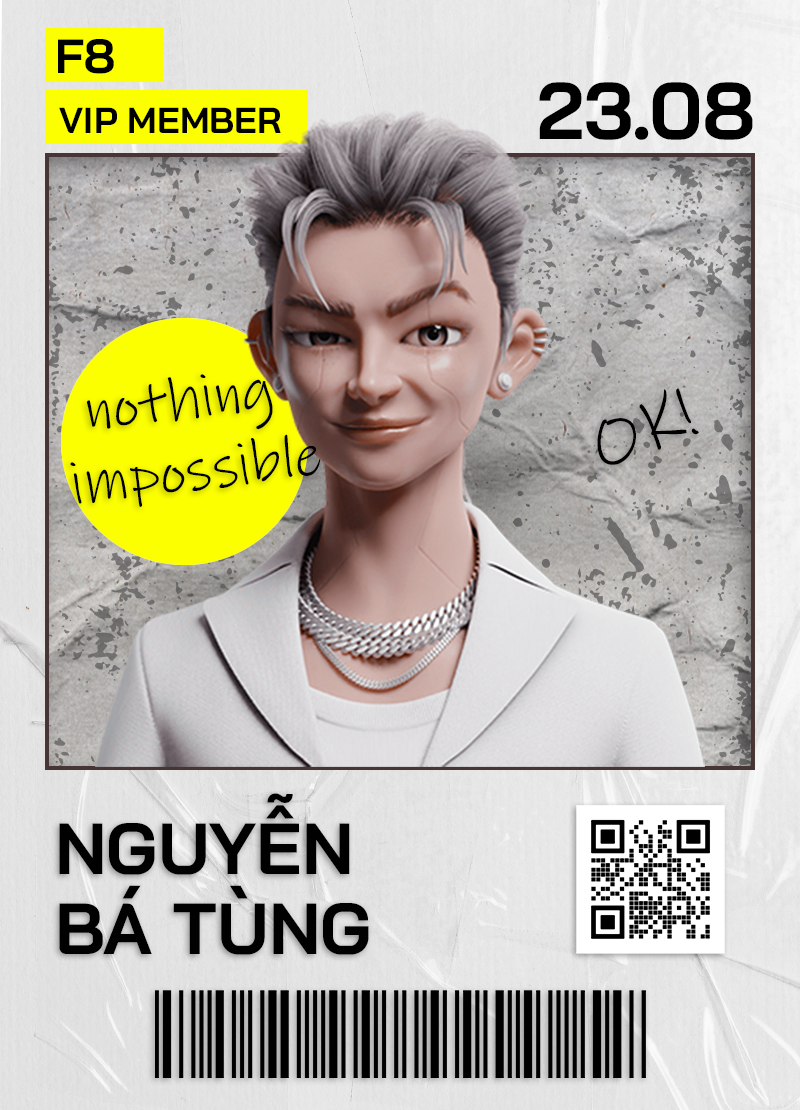 F8
VIP MEMBER
23.08
nothing
impossible
OK!
NGUYỄN
BÁ TÙNG